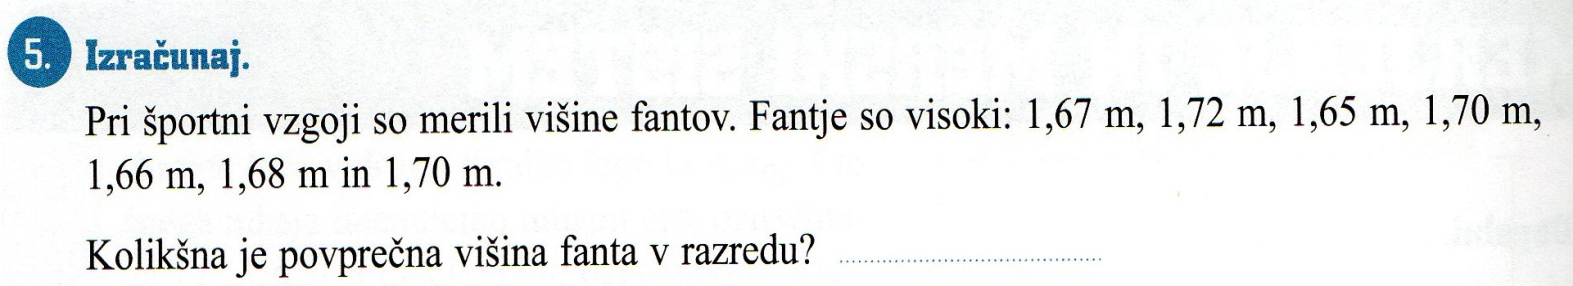 5. Izračunaj.
Pri športni vzgoji so merili višine fantov. Fantje so visoki: 1,67 m, 1,72 m, 1,65 m, 1,70 m,
1,66 m, 1,68 m in 1,70 m.
Kolikšna je povprečna višina fanta v razredu? ..........................................